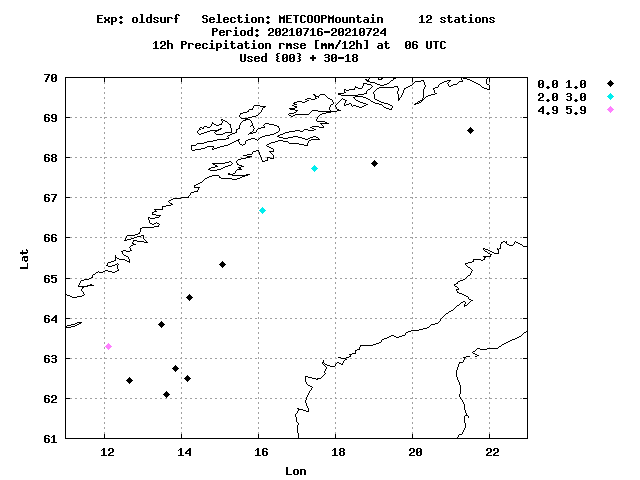 Exp: oldsurf   Selection: METCOOPMountain     12 stations
Period: 20210716-20210724
12h Precipitation rmse [mm/12h] at  06 UTC
Used {00} + 30-18
70
69
68
67
66
65
64
63
62
61
Lat
12 14 16 18 20 22
Lon
0.0 1.0
2.0 3.0
4.9 5.9